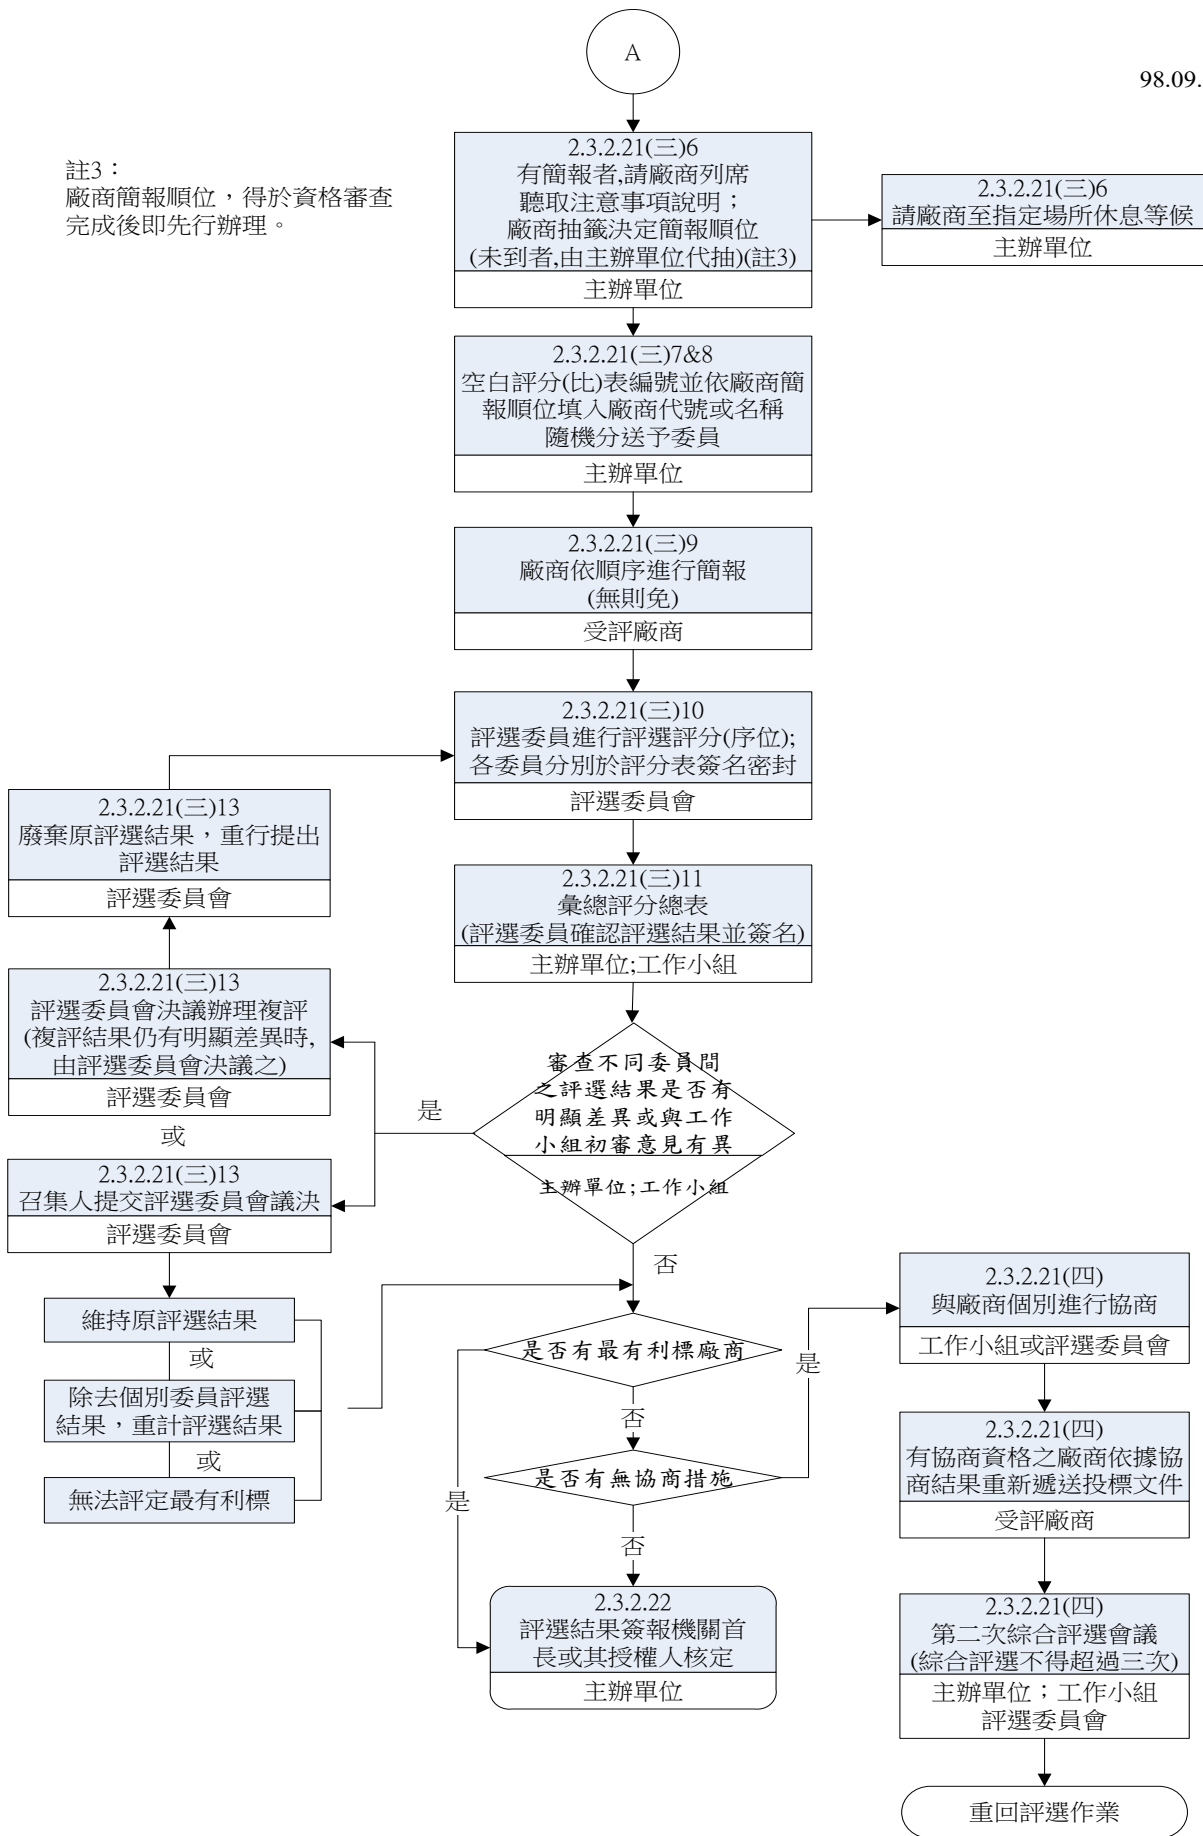 A
98.09.
註3：
廠商簡報順位，得於資格審查
完成後即先行辦理。
2.3.2.21(三)6
有簡報者,請廠商列席
聽取注意事項說明；
廠商抽籤決定簡報順位
(未到者,由主辦單位代抽)(註3)
主辦單位
2.3.2.21(三)6
請廠商至指定場所休息等候
主辦單位
2.3.2.21(三)7&8
空白評分(比)表編號並依廠商簡
報順位填入廠商代號或名稱
隨機分送予委員
主辦單位
2.3.2.21(三)9
廠商依順序進行簡報
(無則免)
受評廠商
2.3.2.21(三)10
評選委員進行評選評分(序位);
各委員分別於評分表簽名密封
評選委員會
2.3.2.21(三)13
廢棄原評選結果，重行提出
評選結果
評選委員會
2.3.2.21(三)11
彙總評分總表
(評選委員確認評選結果並簽名)
主辦單位;工作小組
2.3.2.21(三)13
評選委員會決議辦理複評
(複評結果仍有明顯差異時,
由評選委員會決議之)
評選委員會
或
是
審查不同委員間
之評選結果是否有
明顯差異或與工作
小組初審意見有異
主辦單位;工作小組
2.3.2.21(三)13
召集人提交評選委員會議決
評選委員會
否
維持原評選結果
或
除去個別委員評選
結果，重計評選結果
或
無法評定最有利標
是否有最有利標廠商
是
否
是否有無協商措施
是
否
2.3.2.22
評選結果簽報機關首
長或其授權人核定
主辦單位
2.3.2.21(四)
與廠商個別進行協商
工作小組或評選委員會
2.3.2.21(四)
有協商資格之廠商依據協
商結果重新遞送投標文件
受評廠商
2.3.2.21(四)
第二次綜合評選會議
(綜合評選不得超過三次)
主辦單位；工作小組
評選委員會
重回評選作業